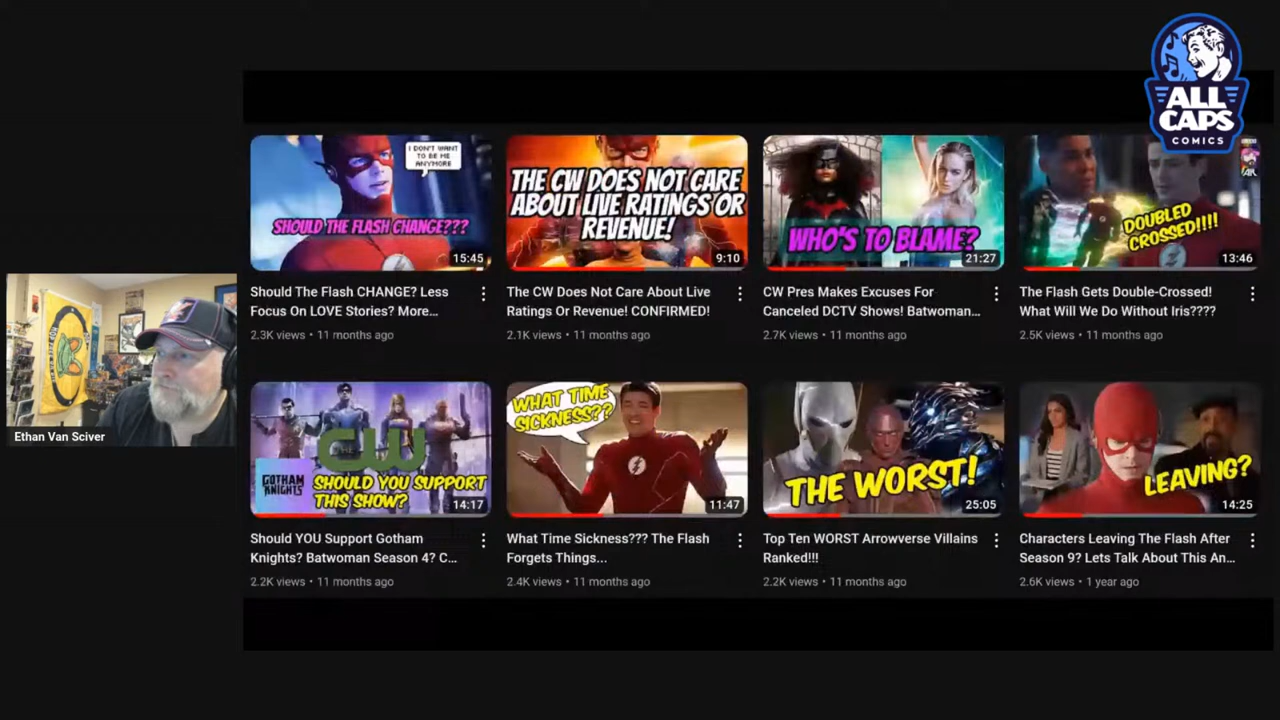 ALL
CAPS
COMICS
I DON'T WANT
TO BE ME
ANYMORE
SHOULD THE FLASH CHANGE???
15:45
Should The Flash CHANGE? Less
Focus On LOVE Stories? More...
2.3K views • 11 months ago
THE CW DOES NOT CARE
ABOUT LIVE RATINGS OR
REVENUE!
9:10
The CW Does Not Care About Live
Ratings Or Revenue! CONFIRMED!
2.1K views • 11 months ago
WHO'S TO BLAME?
21:27
CW Pres Makes Excuses For
Canceled DCTV Shows! Batwoman...
2.7K views • 11 months ago
DOUBLED
CROSSED!!!!
13:46
The Flash Gets Double-Crossed!
What Will We Do Without Iris????
2.5K views • 11 months ago
Ethan Van Sciver
THE CW
GOTHAM
KNIGHTS
SHOULD YOU SUPPORT
THIS SHOW?
14:17
Should YOU Support Gotham
Knights? Batwoman Season 4? C...
2.2K views • 11 months ago
WHAT TIME
SICKNESS??
11:47
What Time Sickness??? The Flash
Forgets Things...
2.4K views • 11 months ago
THE WORST!
25:05
Top Ten WORST Arrowverse Villains
Ranked!!!
2.2K views • 11 months ago
LEAVING?
14:25
Characters Leaving The Flash After
Season 9? Lets Talk About This An...
2.6K views • 1 year ago